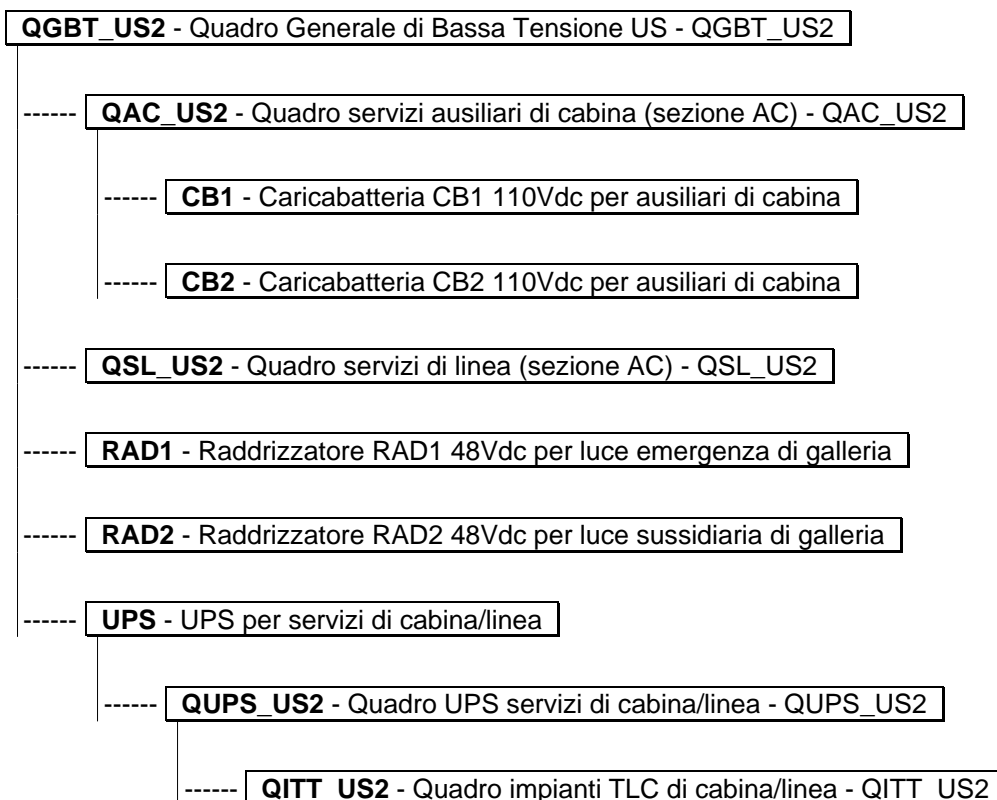 QGBT_US2 - Quadro Generale di Bassa Tensione US - QGBT_US2
------ QAC_US2 - Quadro servizi ausiliari di cabina (sezione AC) - QAC_US2
------ CB1 - Caricabatteria CB1 110Vdc per ausiliari di cabina
------ CB2 - Caricabatteria CB2 110Vdc per ausiliari di cabina
------ QSL_US2 - Quadro servizi di linea (sezione AC) - QSL_US2
------ RAD1 - Raddrizzatore RAD1 48Vdc per luce emergenza di galleria
------ RAD2 - Raddrizzatore RAD2 48Vdc per luce sussidiaria di galleria
------ UPS - UPS per servizi di cabina/linea
------ QUPS_US2 - Quadro UPS servizi di cabina/linea - QUPS_US2
------ QITT_US2 - Quadro impianti TLC di cabina/linea - QITT_US2